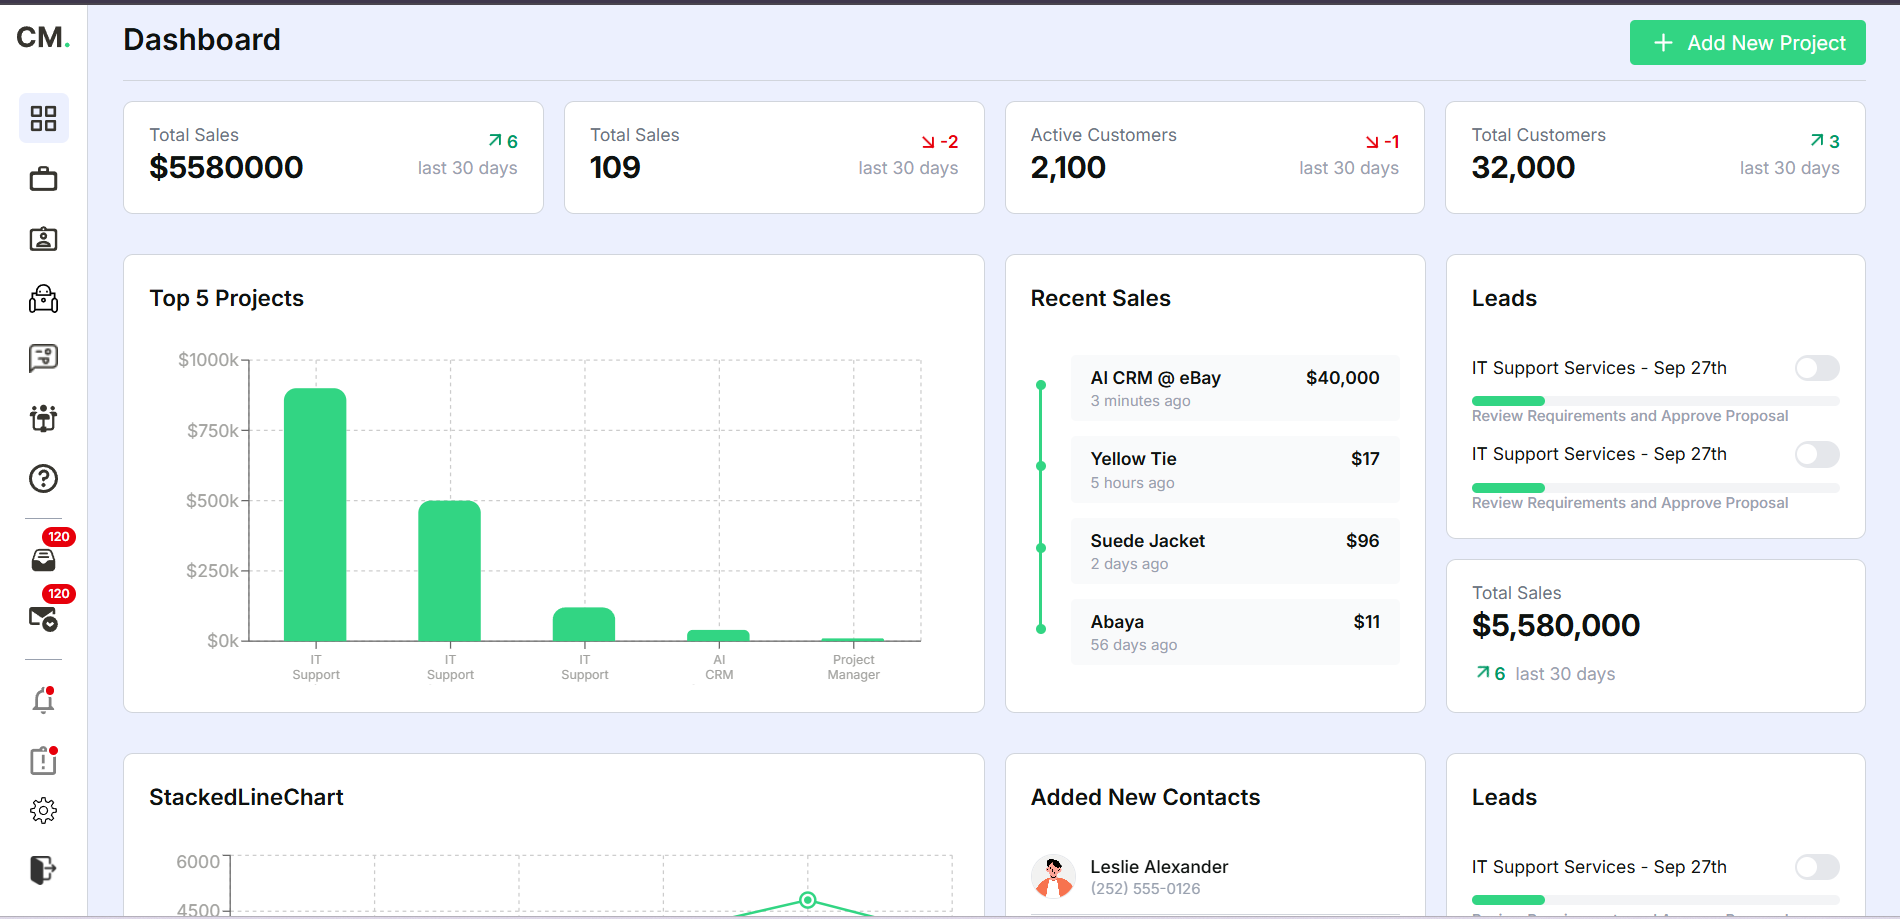 CM.
Dashboard
Add New Project
Total Sales
$5580000
6
last 30 days
Total Sales
109
-2
last 30 days
Active Customers
2,100
-1
last 30 days
Total Customers
32,000
3
last 30 days
120
120
Top 5 Projects
$1000k
$750k
$500k
$250k
$0k
IT
Support
IT
Support
IT
Support
AI
CRM
Project
Manager
Recent Sales
AI CRM @ eBay $40,000
3 minutes ago
Yellow Tie $17
5 hours ago
Suede Jacket $96
2 days ago
Abaya $11
56 days ago
Leads
IT Support Services - Sep 27th
Review Requirements and Approve Proposal
IT Support Services - Sep 27th
Review Requirements and Approve Proposal
Total Sales
$5,580,000
6 last 30 days
StackedLineChart
6000
4500
Added New Contacts
Leslie Alexander
(252) 555-0126
Leads
IT Support Services - Sep 27th